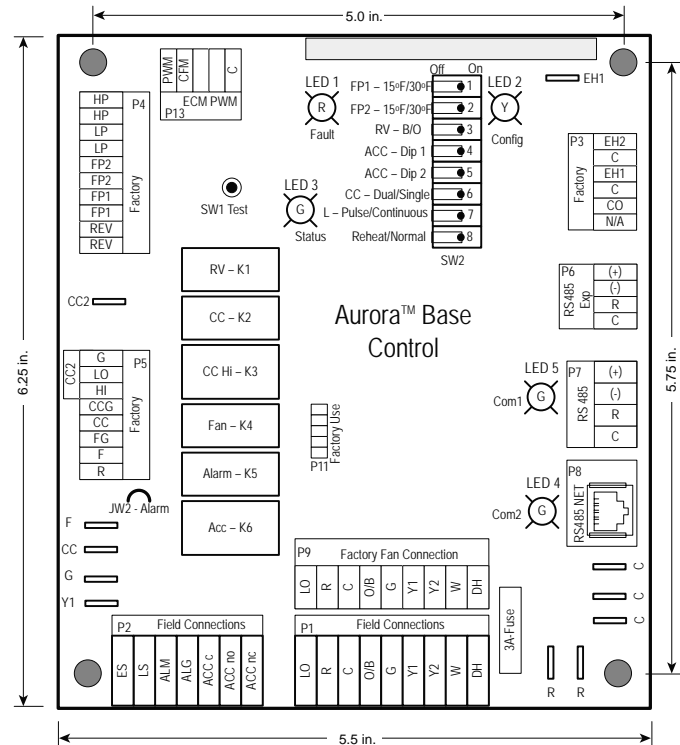 5.0 in.
6.25 in.
5.75 in.
5.5 in.
PWM
CFM
C
ECM PWM
P13
LED 1
R
Fault
Off On
LED 2
Y
Config
FP1 – 15ºF/30ºF 1
FP2 – 15ºF/30ºF 2
RV – B/O 3
ACC – Dip 1 4
ACC – Dip 2 5
CC – Dual/Single 6
L – Pulse/Continuous 7
Reheat/Normal 8
SW2
EH1
P4
Factory
HP
HP
LP
LP
FP2
FP2
FP1
FP1
REV
REV
SW1 Test
LED 3
G
Status
P3
Factory
EH2
C
EH1
C
CO
N/A
RV – K1
CC – K2
CC Hi – K3
Fan – K4
Alarm – K5
Acc – K6
Aurora™ Base
Control
P6
RS485
Exp
(+)
(-)
R
C
CC2
CC2
P5
Factory
G
LO
HI
CCG
CC
FG
F
R
JW2 - Alarm
P11
Factory Use
LED 5
Com1
G
P7
RS 485
(+)
(-)
R
C
LED 4
Com2
G
P8
RS485 NET
F
CC
G
Y1
P9
Factory Fan Connection
LO
R
C
O/B
G
Y1
Y2
W
DH
C
C
C
P2
Field Connections
ES
LS
ALM
ALG
ACC c
ACC no
ACC nc
P1
Field Connections
LO
R
C
O/B
G
Y1
Y2
W
DH
3A-Fuse
R
R